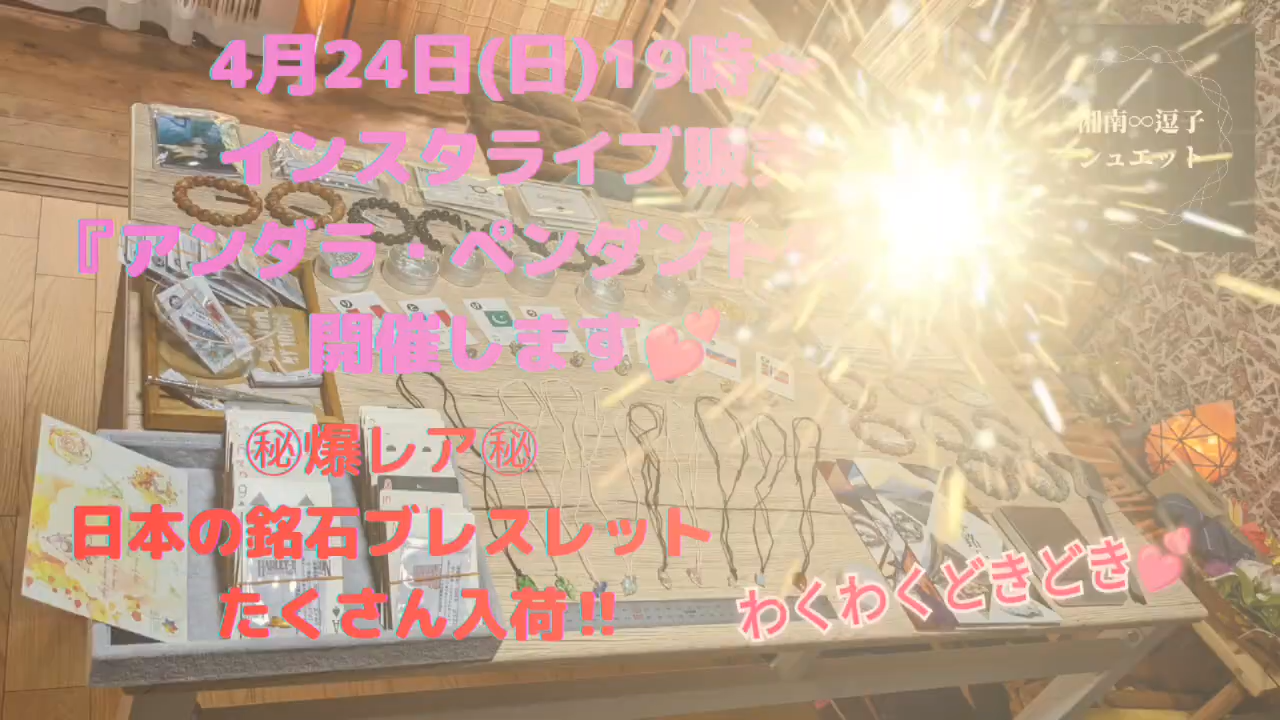 4月24日(日)19時〜
インスタライブ販
『アンダラ・ペンダント
開催します💕
㊙爆レア㊙
日本の銘石ブレスレット
たくさん入荷‼
わくわくどきどき💕
湘南∞逗子
シュエット